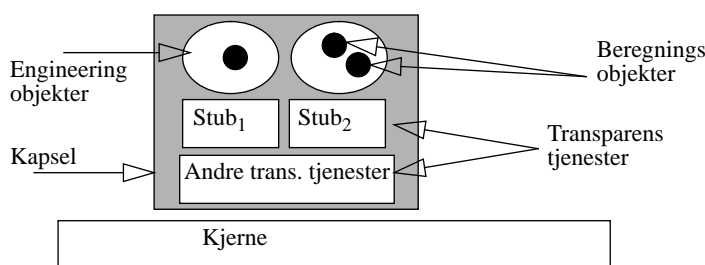 Engineering
objekter
Beregnings
objekter
Stub1
Stub2
Transparens
tjenester
Kapsel
Andre trans. tjenester
Kjerne